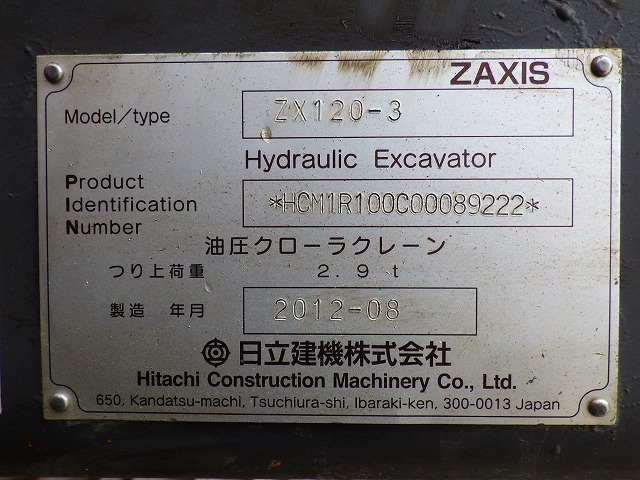 ZAXIS
Model/type ZX120-3
Hydraulic Excavator
Product
Identification *HCM1R100C00089222*
Number
油圧クローラクレーン
つり上荷重 2.9t
製造 年月 2012-08
日立建機株式会社
Hitachi Construction Machinery Co., Ltd.
650, Kandatsu-machi, Tsuchiura-shi, Ibaraki-ken, 300-0013 Japan